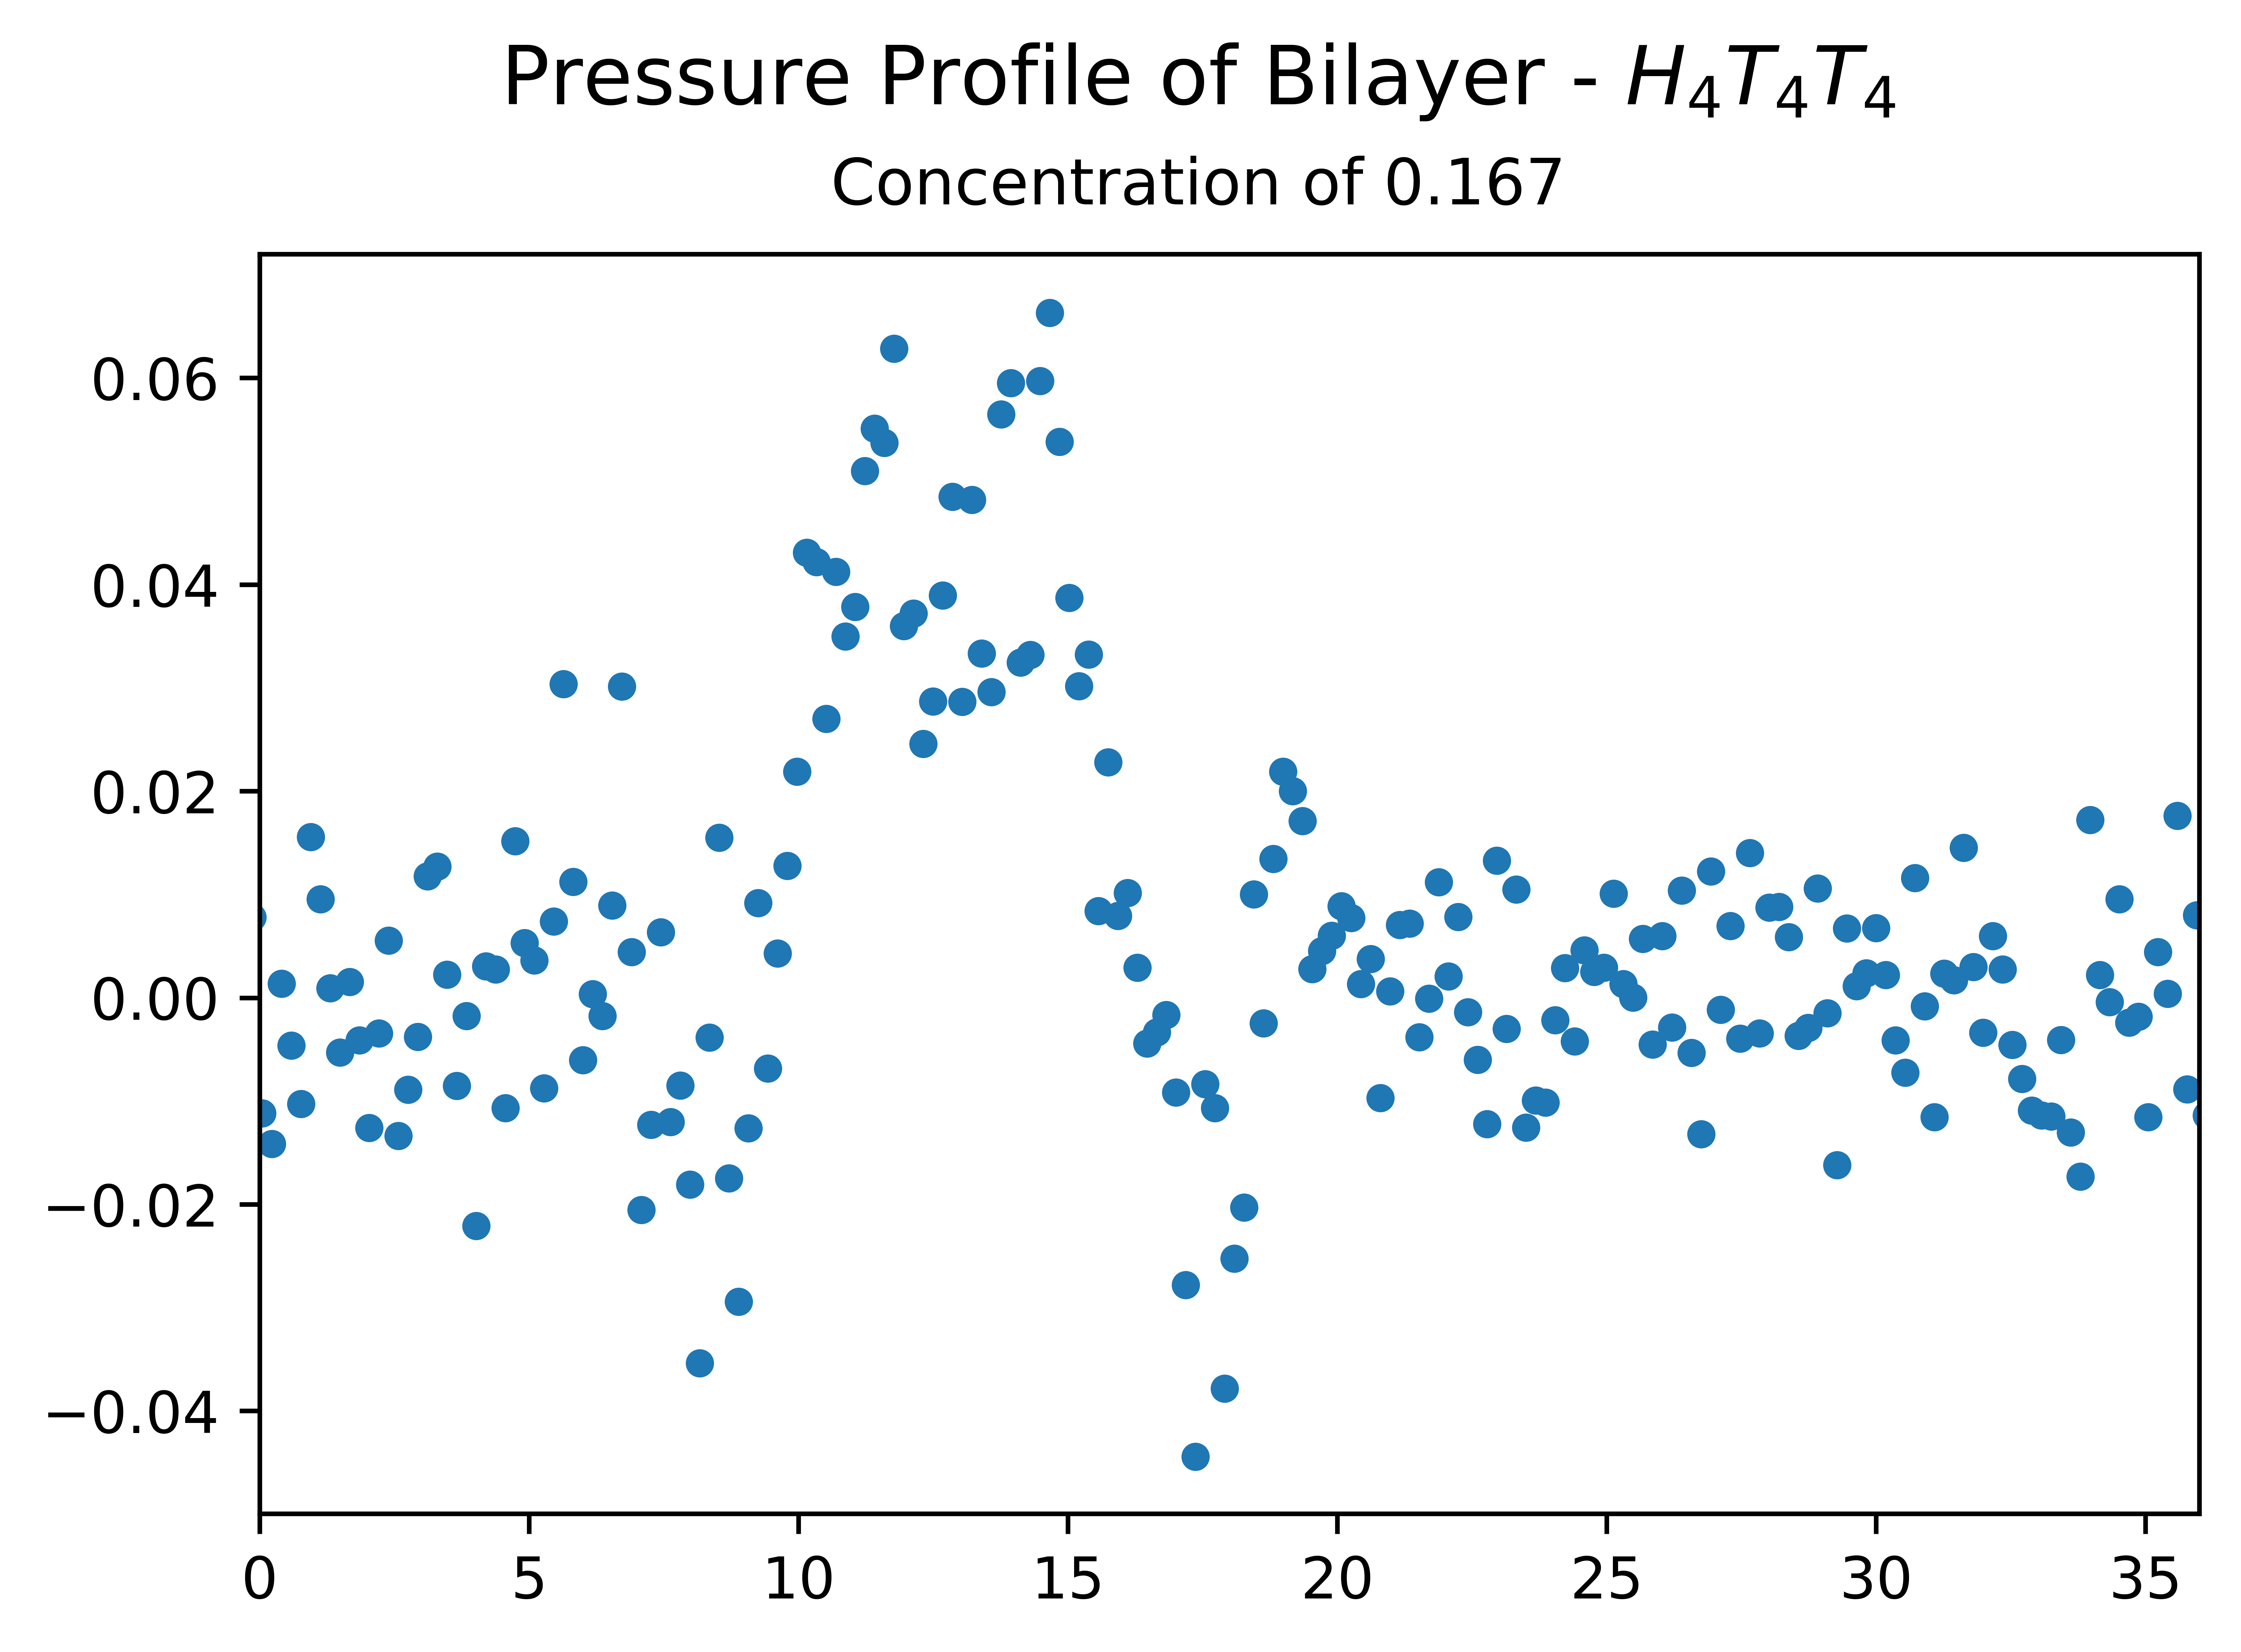 Pressure Profile of Bilayer - H₄T₄T₄
Concentration of 0.167
0.06
0.04
0.02
0.00
−0.02
−0.04
0 5 10 15 20 25 30 35